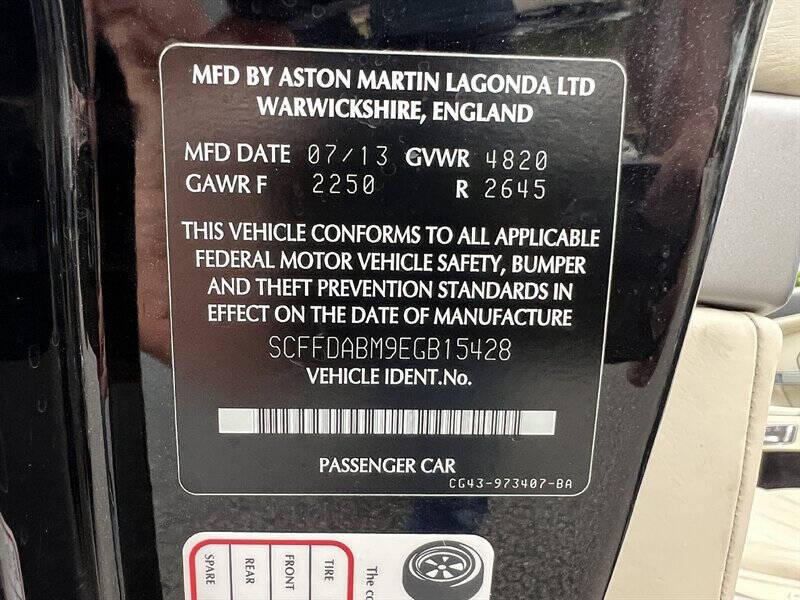 MFD BY ASTON MARTIN LAGONDA LTD
WARWICKSHIRE, ENGLAND
MFD DATE 07/13 GVWR 4820
GAWR F 2250 R 2645
THIS VEHICLE CONFORMS TO ALL APPLICABLE
FEDERAL MOTOR VEHICLE SAFETY, BUMPER
AND THEFT PREVENTION STANDARDS IN
EFFECT ON THE DATE OF MANUFACTURE
SCFFDABM9EGB15428
VEHICLE IDENT.No.
PASSENGER CAR
CG43-973407-BA
TIRE
FRONT
REAR
SPARE
The